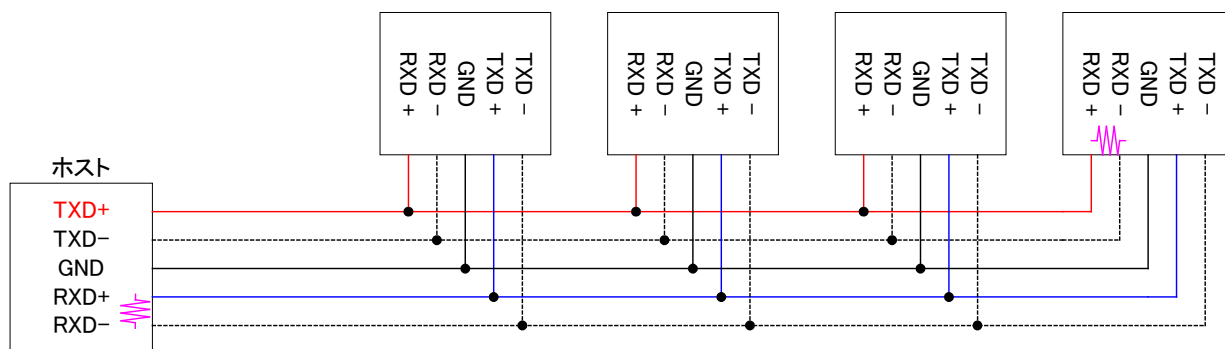 RXD+
RXD-
GND
TXD+
TXD-
RXD+
RXD-
GND
TXD+
TXD-
RXD+
RXD-
GND
TXD+
TXD-
RXD+
RXD-
GND
TXD+
TXD-
ホスト
TXD+
TXD-
GND
RXD+
RXD-